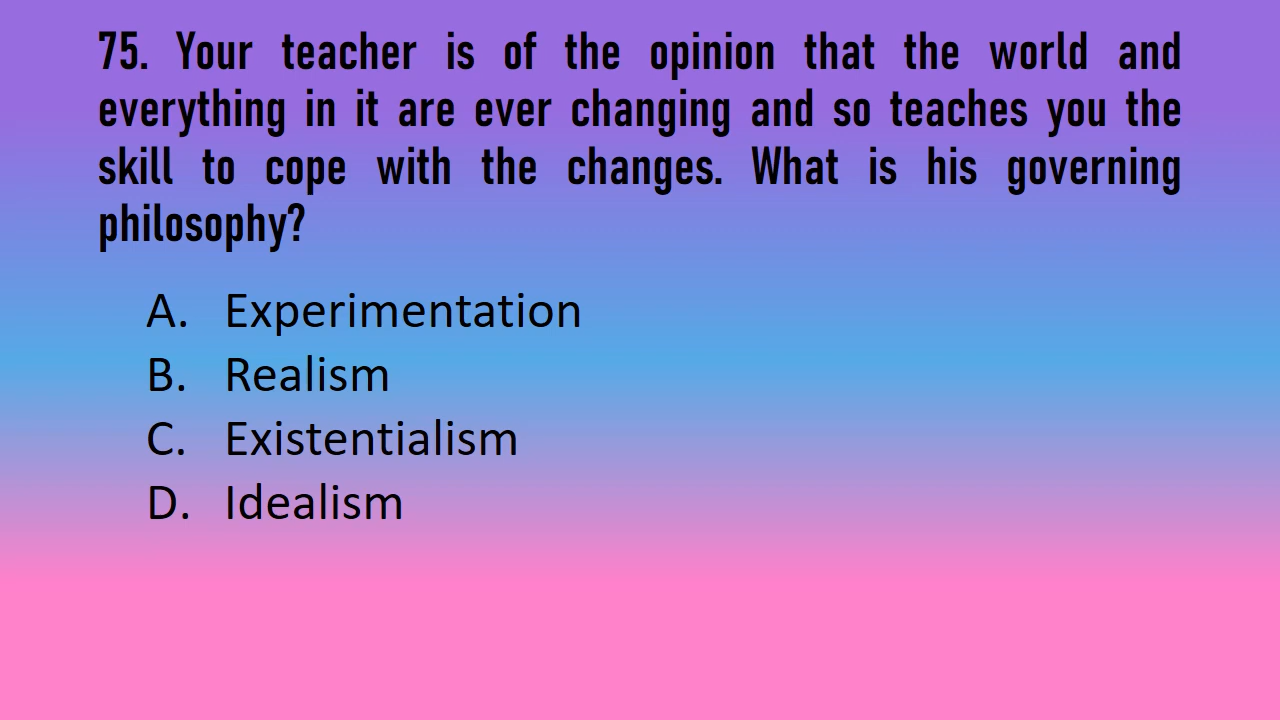 75. Your teacher is of the opinion that the world and
everything in it are ever changing and so teaches you the
skill to cope with the changes. What is his governing
philosophy?
A. Experimentation
B. Realism
C. Existentialism
D. Idealism